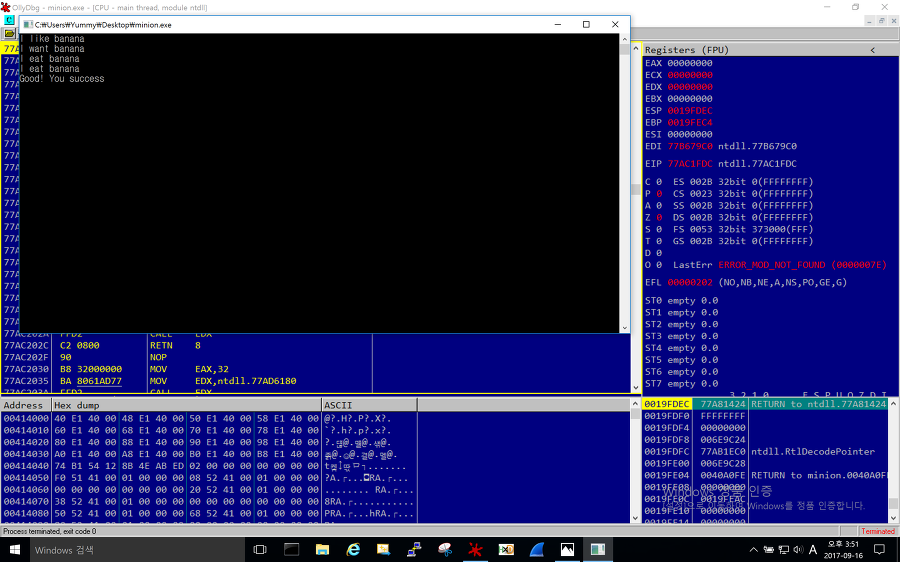 OllyDbg - minion.exe - [CPU - main thread, module ntdll]
C:₩Users₩Yummy₩Desktop₩minion.exe
I like banana
I want banana
I eat banana
I eat banana
Good! You success
Registers (FPU) <
EAX 00000000
ECX 00000000
EDX 00000000
EBX 00000000
ESP 0019FDEC
EBP 0019FEC4
ESI 00000000
EDI 77B679C0 ntdll.77B679C0
EIP 77AC1FDC ntdll.77AC1FDC
C 0 ES 002B 32bit 0(FFFFFFFF)
P 0 CS 0023 32bit 0(FFFFFFFF)
A 0 SS 002B 32bit 0(FFFFFFFF)
Z 0 DS 002B 32bit 0(FFFFFFFF)
S 0 FS 0053 32bit 373000(FFF)
T 0 GS 002B 32bit 0(FFFFFFFF)
D 0
O 0 LastErr ERROR_MOD_NOT_FOUND (0000007E)
EFL 00000202 (NO,NB,NE,A,NS,PO,GE,G)
ST0 empty 0.0
ST1 empty 0.0
ST2 empty 0.0
ST3 empty 0.0
ST4 empty 0.0
ST5 empty 0.0
ST6 empty 0.0
ST7 empty 0.0
77AC202A FFD2 CALL EDX
77AC202C C2 0800 RETN 8
77AC202F 90 NOP
77AC2030 B8 32000000 MOV EAX,32
77AC2035 BA 8061AD77 MOV EDX,ntdll.77AD6180
77AC203A FFD2 CALL EDX
Address Hex dump ASCII
00414000 40 E1 40 00 48 E1 40 00 50 E1 40 00 58 E1 40 00
00414010 60 E1 40 00 68 E1 40 00 70 E1 40 00 78 E1 40 00
00414020 80 E1 40 00 88 E1 40 00 90 E1 40 00 98 E1 40 00
00414030 A0 E1 40 00 A8 E1 40 00 B0 E1 40 00 B8 E1 40 00
00414040 74 B1 54 12 8B 4E AB ED 02 00 00 00 00 00 00 00
00414050 F0 51 41 00 01 00 00 00 08 52 41 00 01 00 00 00
00414060 00 00 00 00 00 00 00 00 20 52 41 00 01 00 00 00
00414070 38 52 41 00 01 00 00 00
00414080 50 52 41 00 01 00 00 00 68 52 41 00 01 00 00 00
0019FDEC 77A81424 RETURN to ntdll.77A81424
0019FDF0 FFFFFFFF
0019FDF4 00000000
0019FDF8 006E9C24
0019FDFC 77AB1EC0 ntdll.RtlDecodePointer
0019FE00 006E9C28
0019FE04 0040A0FE RETURN to minion.0040A0FE
0019FE08 00000000
Windows 정품 인증
Windows를 정품 인증합니다.
Process terminated, exit code 0
Terminated
Windows 검색
A
오후 3:51
2017-09-16